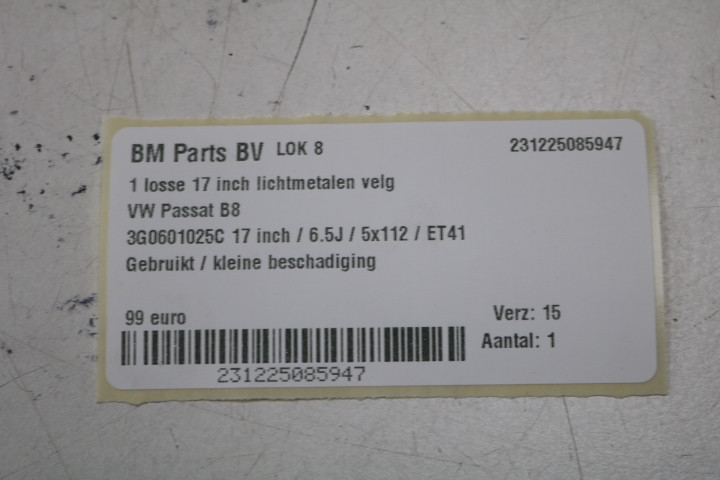 BM Parts BV LOK 8 231225085947
1 losse 17 inch lichtmetalen velg
VW Passat B8
3G0601025C 17 inch / 6.5J / 5x112 / ET41
Gebruikt / kleine beschadiging
99 euro Verz: 15
Aantal: 1
231225085947